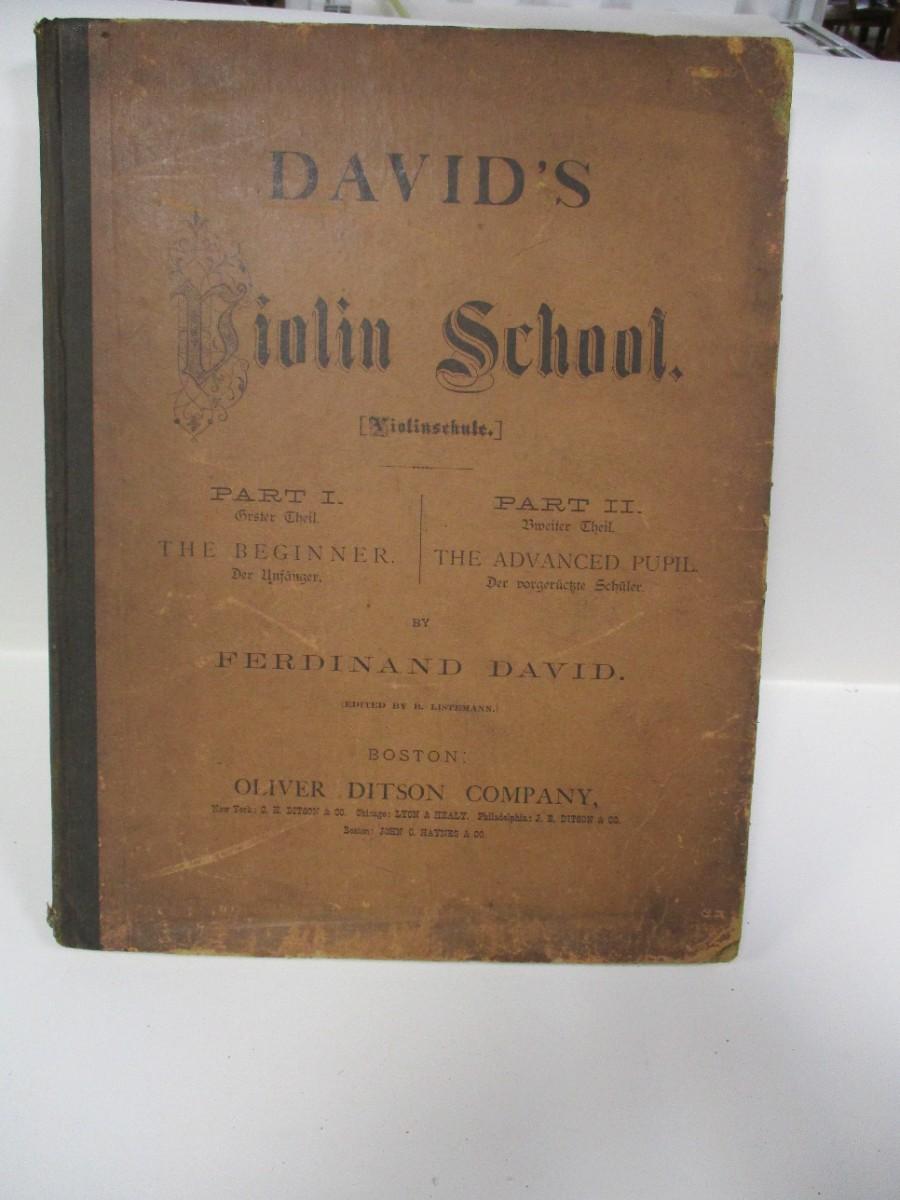 DAVID'S
Violin School.
[Violinschule.]
PART I.
Erster Theil.
THE BEGINNER.
Der Anfänger.
PART II.
Zweiter Theil.
THE ADVANCED PUPIL.
Der vorgerückte Schüler.
BY
FERDINAND DAVID.
(EDITED BY B. LISTEMANN.)
BOSTON:
OLIVER DITSON COMPANY,
New York: C. H. DITSON & CO. Chicago: LYON & HEALY. Philadelphia: J. E. DITSON & CO.
Boston: JOHN C. HAYNES & CO.